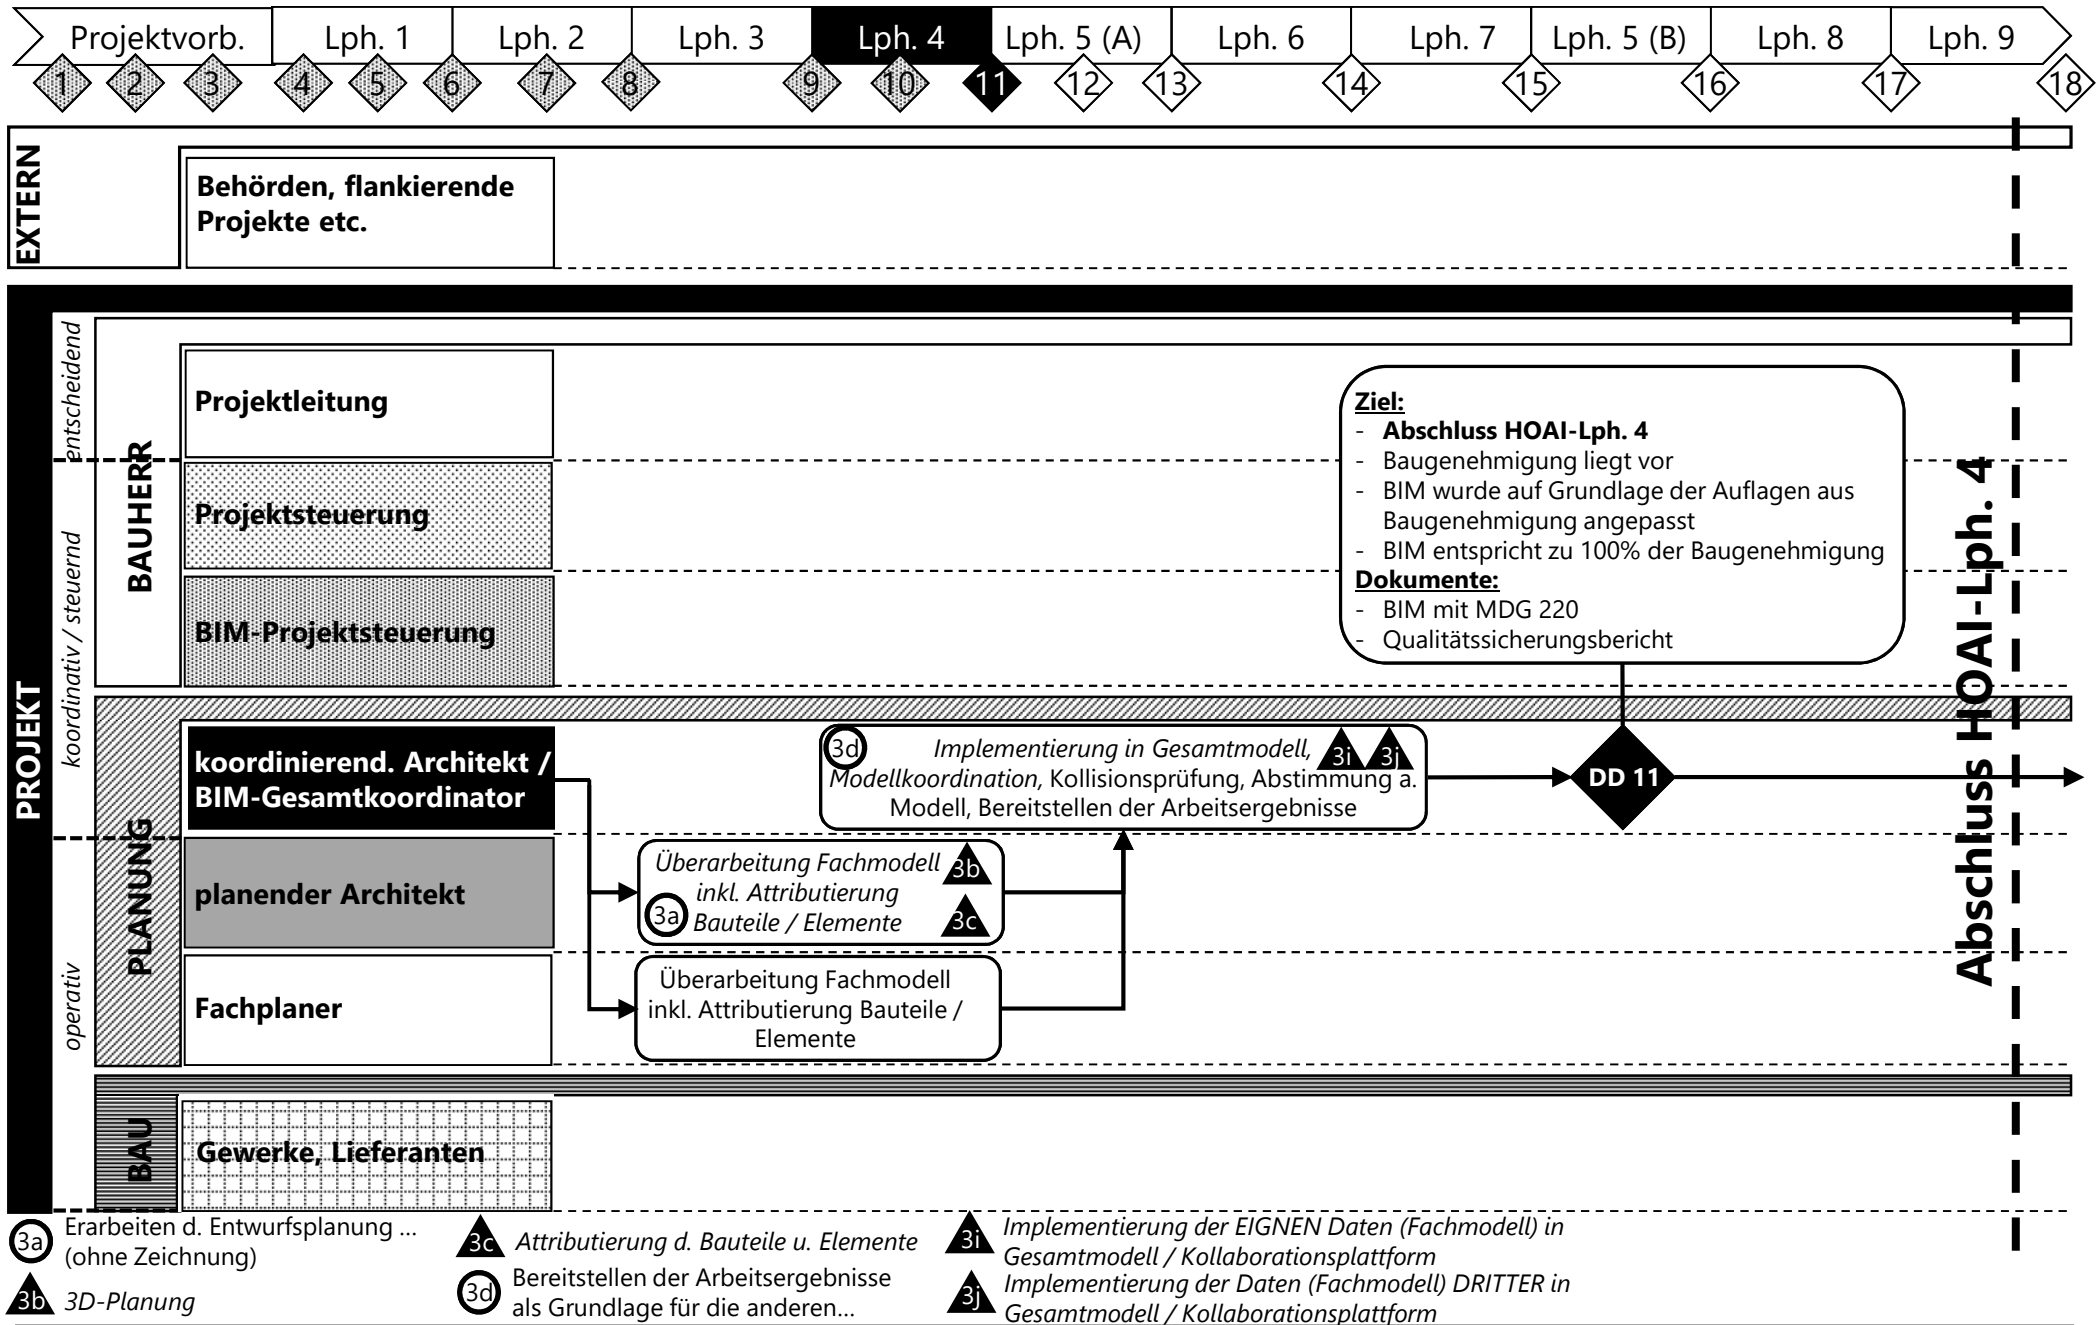 Projektvorb.
Lph. 1
Lph. 2
Lph. 3
Lph. 4
Lph. 5 (A)
Lph. 6
Lph. 7
Lph. 5 (B)
Lph. 8
Lph. 9
1
2
3
4
5
6
7
8
9
10
11
12
13
14
15
16
17
18
EXTERN
Behörden, flankierende
Projekte etc.
PROJEKT
entscheidend
koordinativ / steuernd
operativ
BAUHERR
Projektleitung
Projektsteuerung
BIM-Projektsteuerung
Ziel:
- Abschluss HOAI-Lph. 4
- Baugenehmigung liegt vor
- BIM wurde auf Grundlage der Auflagen aus
Baugenehmigung angepasst
- BIM entspricht zu 100% der Baugenehmigung
Dokumente:
- BIM mit MDG 220
- Qualitätssicherungsbericht
Abschluss HOAI-Lph. 4
PLANUNG
koordinierend. Architekt /
BIM-Gesamtkoordinator
3d
Implementierung in Gesamtmodell,
3i
3j
Modellkoordination, Kollisionsprüfung, Abstimmung a.
Modell, Bereitstellen der Arbeitsergebnisse
DD 11
planender Architekt
Überarbeitung Fachmodell
3b
inkl. Attributierung
3a
Bauteile / Elemente
3c
Fachplaner
Überarbeitung Fachmodell
inkl. Attributierung Bauteile /
Elemente
BAU
Gewerke, Lieferanten
3a
Erarbeiten d. Entwurfsplanung ...
(ohne Zeichnung)
3b
3D-Planung
3c
Attributierung d. Bauteile u. Elemente
3d
Bereitstellen der Arbeitsergebnisse
als Grundlage für die anderen...
3i
Implementierung der EIGNEN Daten (Fachmodell) in
Gesamtmodell / Kollaborationsplattform
3j
Implementierung der Daten (Fachmodell) DRITTER in
Gesamtmodell / Kollaborationsplattform